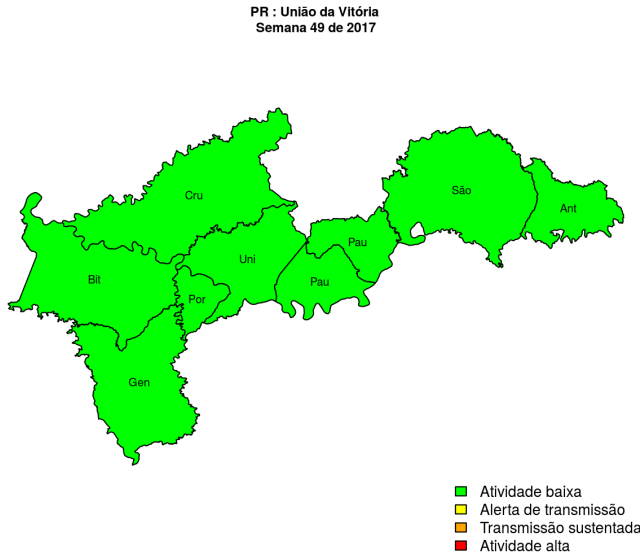 PR : União da Vitória
Semana 49 de 2017
Cru
São
Ant
Pau
Uni
Bit
Pau
Por
Gen
Atividade baixa
Alerta de transmissão
Transmissão sustentada
Atividade alta